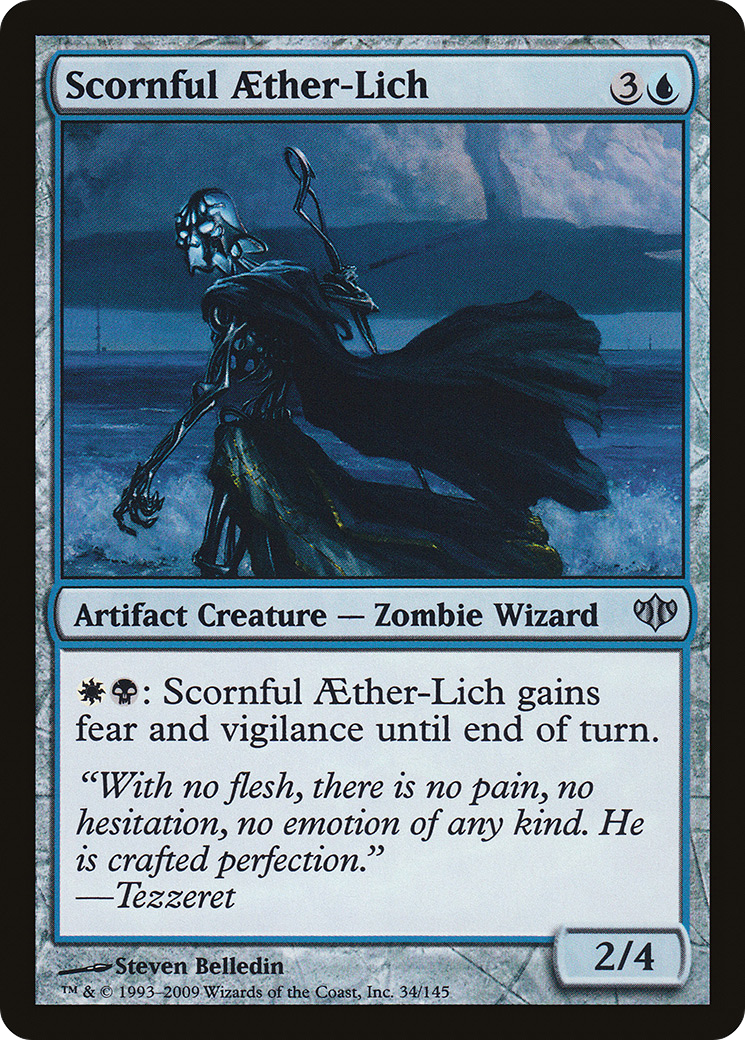 Scornful Æther-Lich 3
Artifact Creature — Zombie Wizard
: Scornful Æther-Lich gains
fear and vigilance until end of turn.
“With no flesh, there is no pain, no
hesitation, no emotion of any kind. He
is crafted perfection.”
—Tezzeret
2/4
Steven Belledin
™ & © 1993–2009 Wizards of the Coast, Inc. 34/145